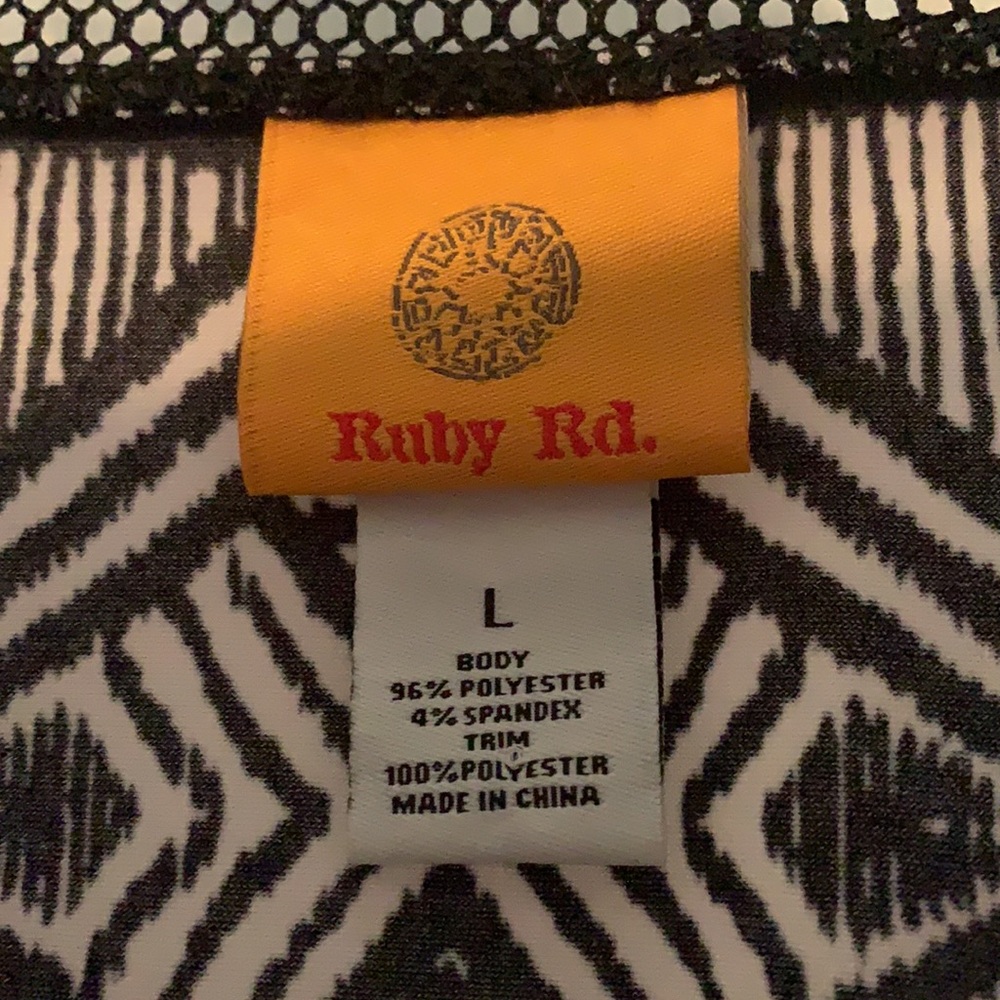 Ruby Rd.
L
BODY
96% POLYESTER
4% SPANDEX
TRIM
100% POLYESTER
MADE IN CHINA